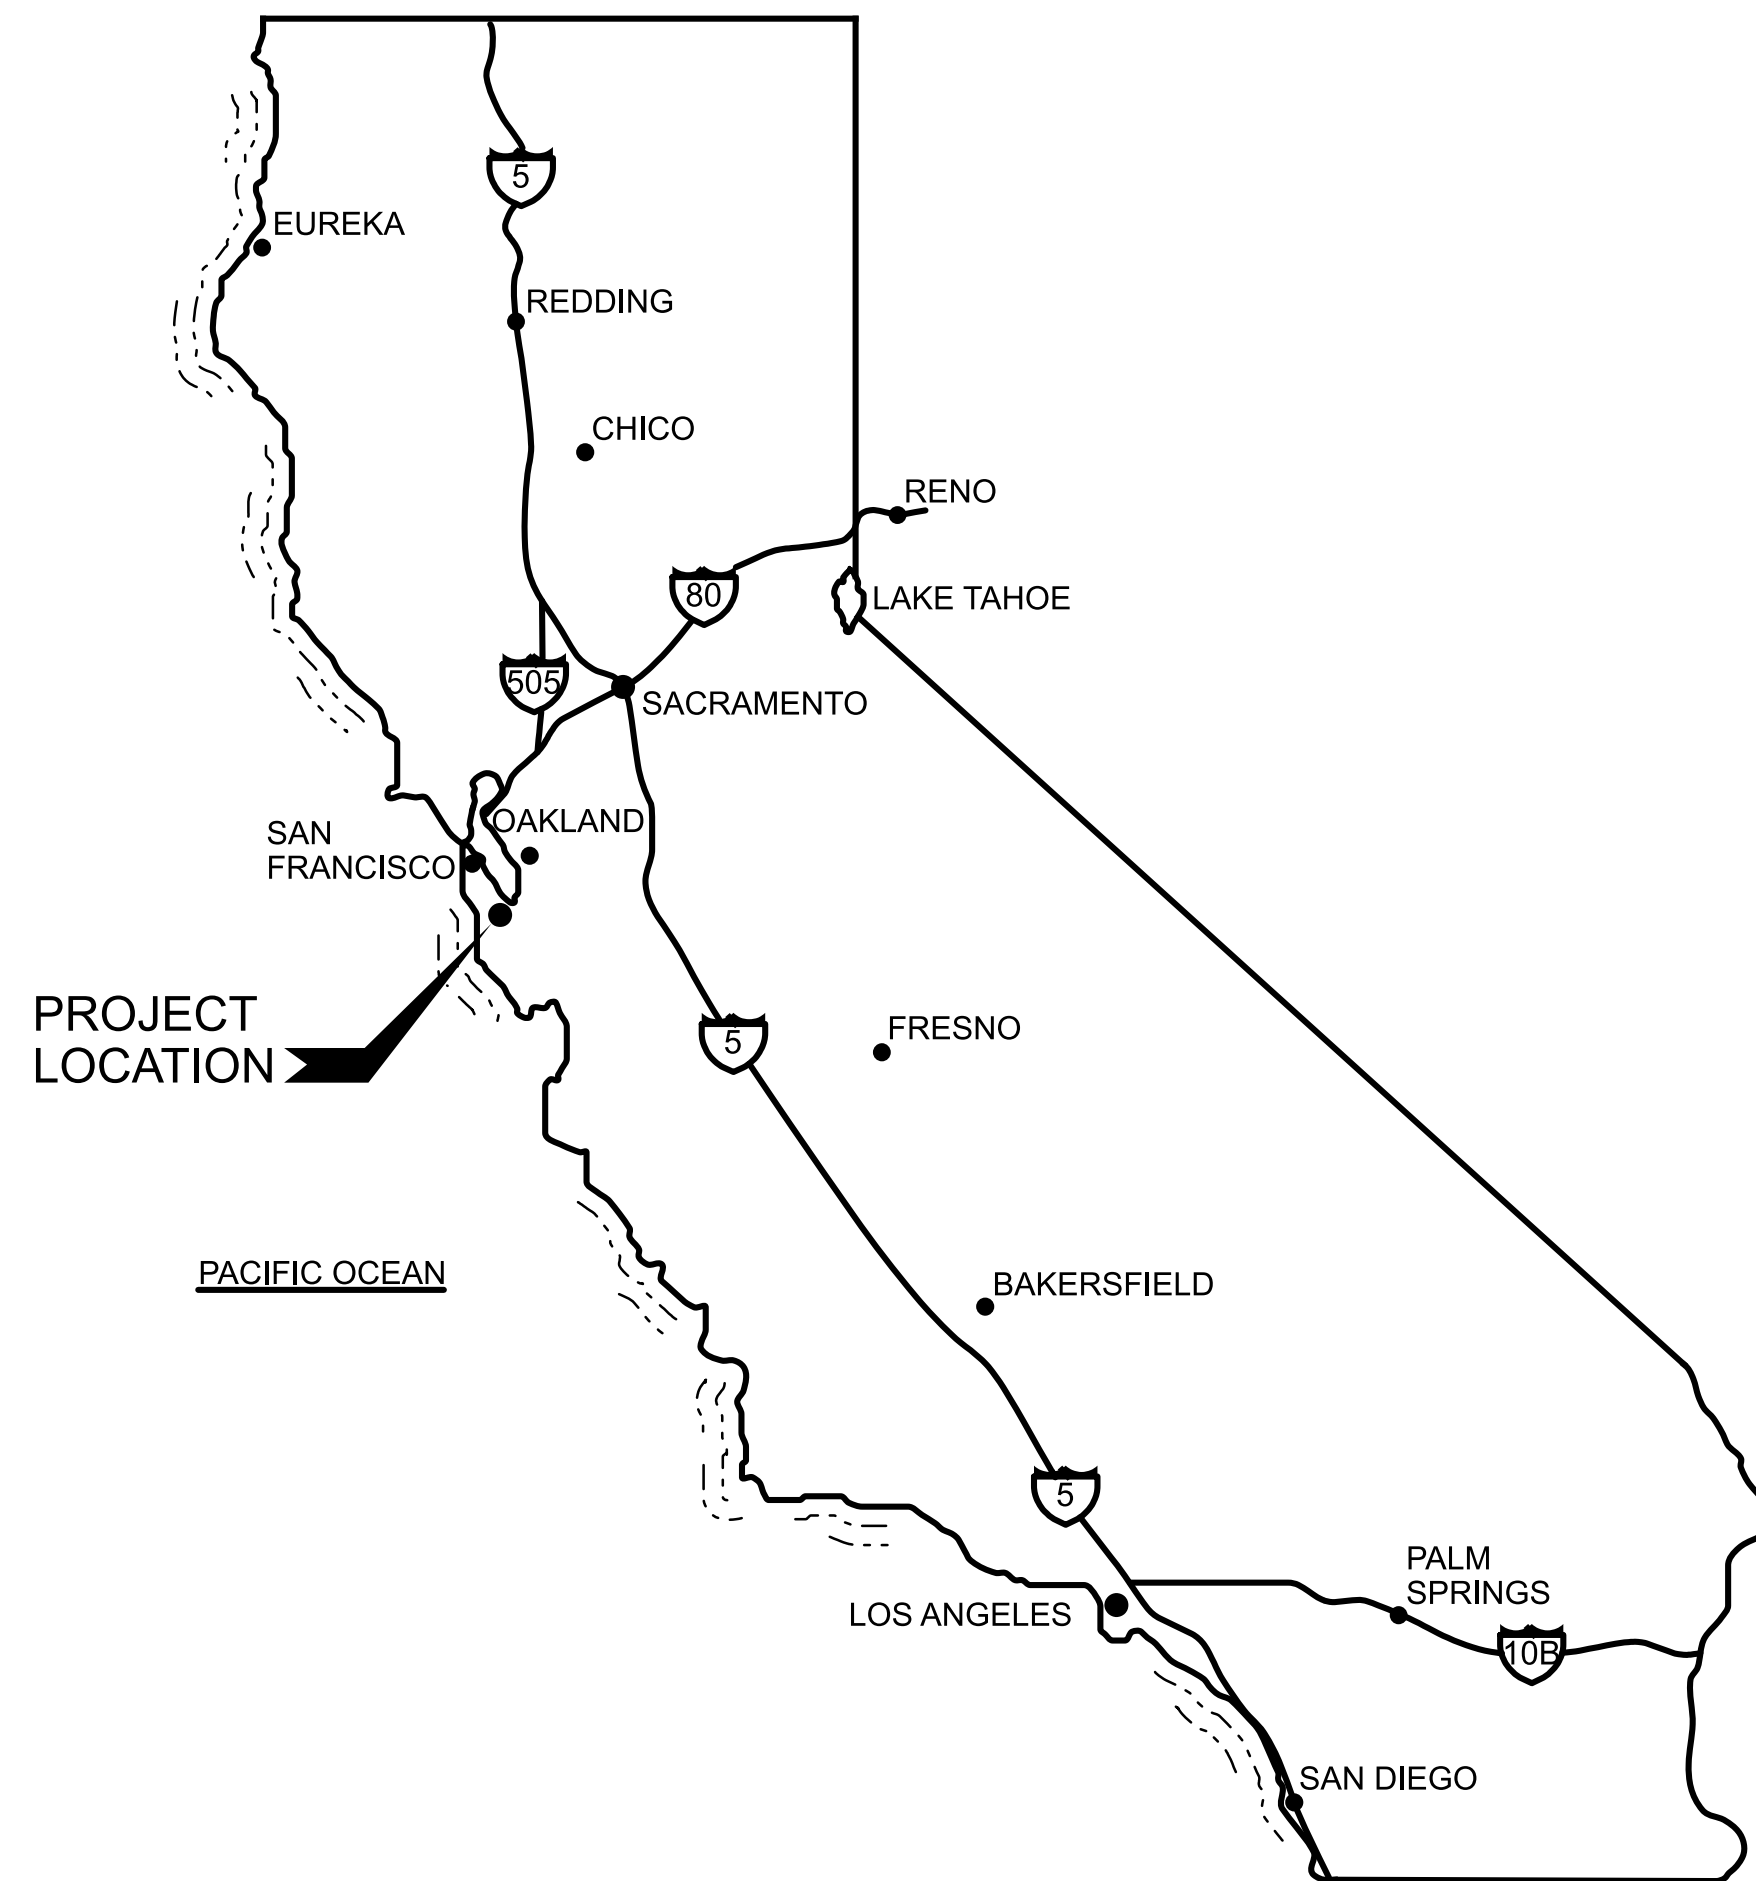 5
EUREKA
REDDING
CHICO
RENO
80
LAKE TAHOE
505
SACRAMENTO
OAKLAND
SAN
FRANCISCO
PROJECT
LOCATION
5
FRESNO
PACIFIC OCEAN
BAKERSFIELD
5
PALM
SPRINGS
LOS ANGELES
10B
SAN DIEGO